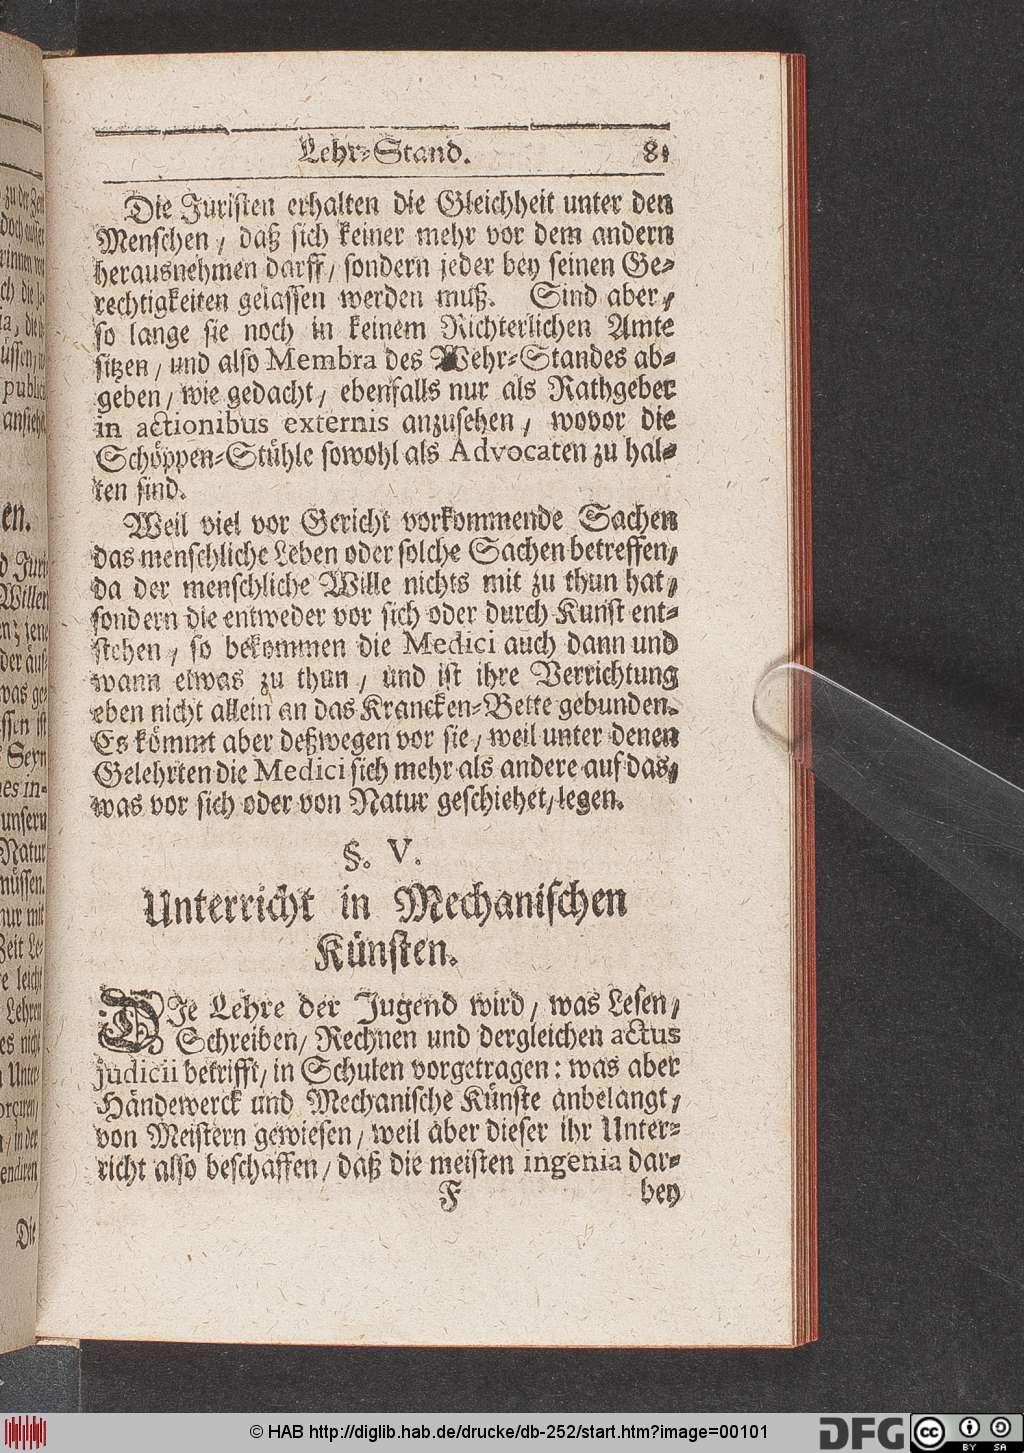 Lehr-Stand. 81
Die Juristen erhalten die Gleichheit unter den
Menschen, daß sich keiner mehr vor dem andern
herausnehmen darff/ sondern jeder bey seinen Ge-
rechtigkeiten gelassen werden muß. Sind aber,
so lange sie noch in keinem Richterlichen Amte
sitzen, und also Membra des Wehr-Standes ab-
geben, wie gedacht, ebenfalls nur als Rathgeber
in actionibus externis anzusehen, wovor die
Schöppen-Stühle sowohl als Advocaten zu hal-
ten sind.
Weil viel vor Gericht vorkommende Sachen
das menschliche Leben oder solche Sachen betreffen,
da der menschliche Wille nichts mit zu thun hat,
sondern die entweder vor sich oder durch Kunst ent-
stehen, so bekommen die Medici auch dann und
wann etwas zu thun, und ist ihre Verrichtung
eben nicht allein an das Krancken-Bette gebunden.
Es kömmt aber deßwegen vor sie, weil unter denen
Gelehrten die Medici sich mehr als andere auf das,
was vor sich oder von Natur geschiehet, legen.
§. V.
Unterricht in Mechanischen
Künsten.
DIe Lehre der Jugend wird, was Lesen,
Schreiben, Rechnen und dergleichen actus
judicii betrifft, in Schulen vorgetragen: was aber
Händewerck und Mechanische Künste anbelangt,
von Meistern gewiesen, weil aber dieser ihr Unter-
richt also beschaffen, daß die meisten ingenia dar-
F bey
Die
© HAB http://diglib.hab.de/drucke/db-252/start.htm?image=00101
DFG
cc BY SA